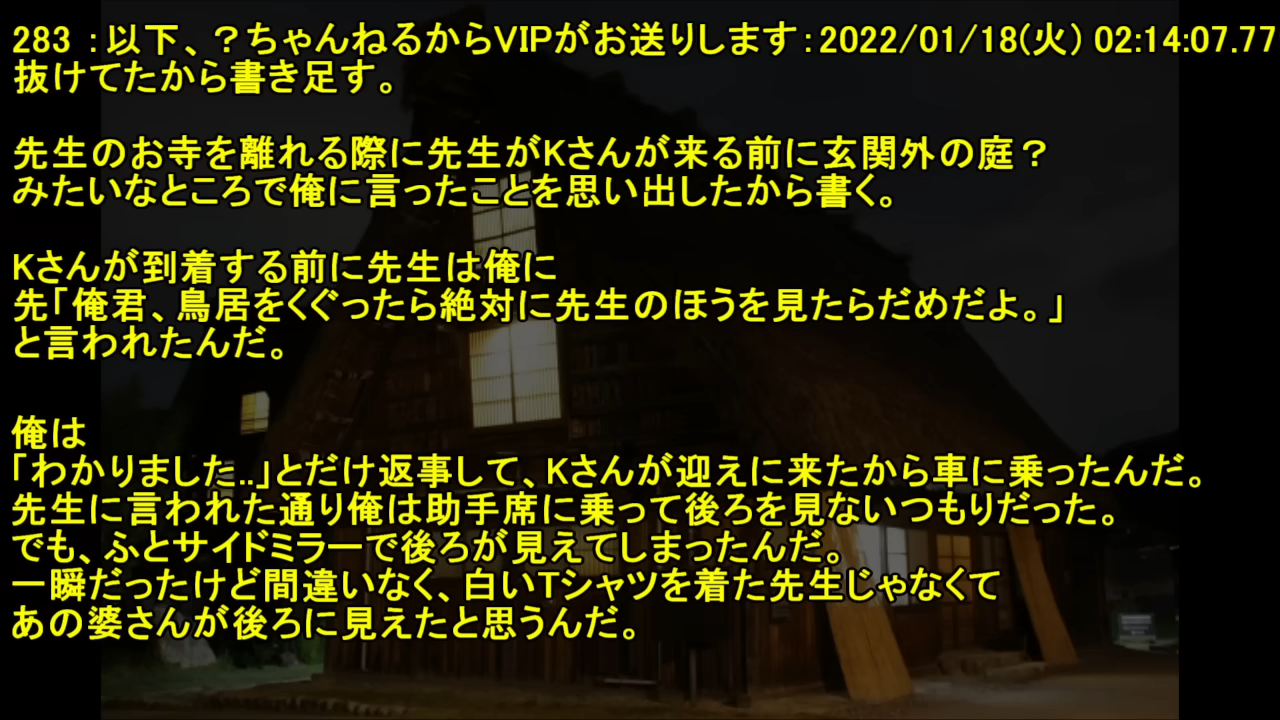 283 ：以下、？ちゃんねるからVIPがお送りします：2022/01/18(火) 02:14:07.77
抜けてたから書き足す。
先生のお寺を離れる際に先生がKさんが来る前に玄関外の庭？
みたいなところで俺に言ったことを思い出したから書く。
Kさんが到着する前に先生は俺に
先「俺君、鳥居をくぐったら絶対に先生のほうを見たらだめだよ。」
と言われたんだ。
俺は
「わかりました..」とだけ返事して、Kさんが迎えに来たから車に乗ったんだ。
先生に言われた通り俺は助手席に乗って後ろを見ないつもりだった。
でも、ふとサイドミラーで後ろが見えてしまったんだ。
一瞬だったけど間違いなく、白いTシャツを着た先生じゃなくて
あの婆さんが後ろに見えたと思うんだ。